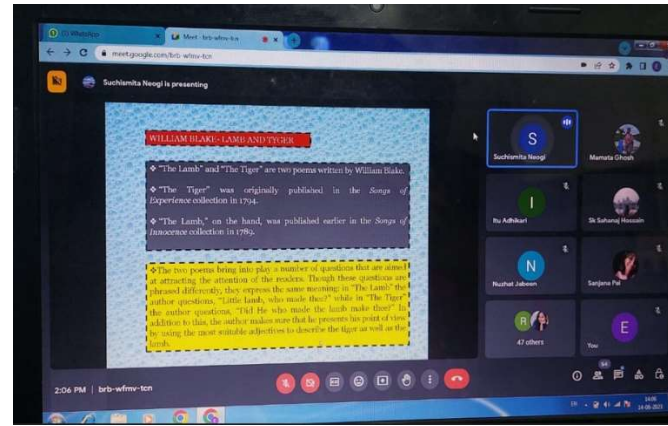 (1) WhatsApp
Meet - brb-wfmv-tcn
meet.google.com/brb-wfmv-tcn
Suchismita Neogi is presenting
WILLIAM BLAKE- LAMB AND TYGER
❖ "The Lamb" and "The Tiger" are two poems written by William Blake.
❖ "The Tiger" was originally published in the Songs of
Experience collection in 1794.
❖ "The Lamb," on the hand, was published earlier in the Songs of
Innocence collection in 1789.
❖The two poems bring into play a number of questions that are aimed
at attracting the attention of the readers. Though these questions are
phrased differently, they express the same meaning; in "The Lamb" the
author questions, "Little lamb, who made thee?" while in "The Tiger"
the author questions, "Did He who made the lamb make thee?" In
addition to this, the author makes sure that he presents his point of view
by using the most suitable adjectives to describe the tiger as well as the
lamb.
S
Suchismita Neogi
Mamata Ghosh
I
Itu Adhikari
Sk Sahanaj Hossain
N
Nuzhat Jabeen
Sanjana Pal
R
47 others
E
You
2:06 PM | brb-wfmv-tcn
54
14:06
14-06-2023